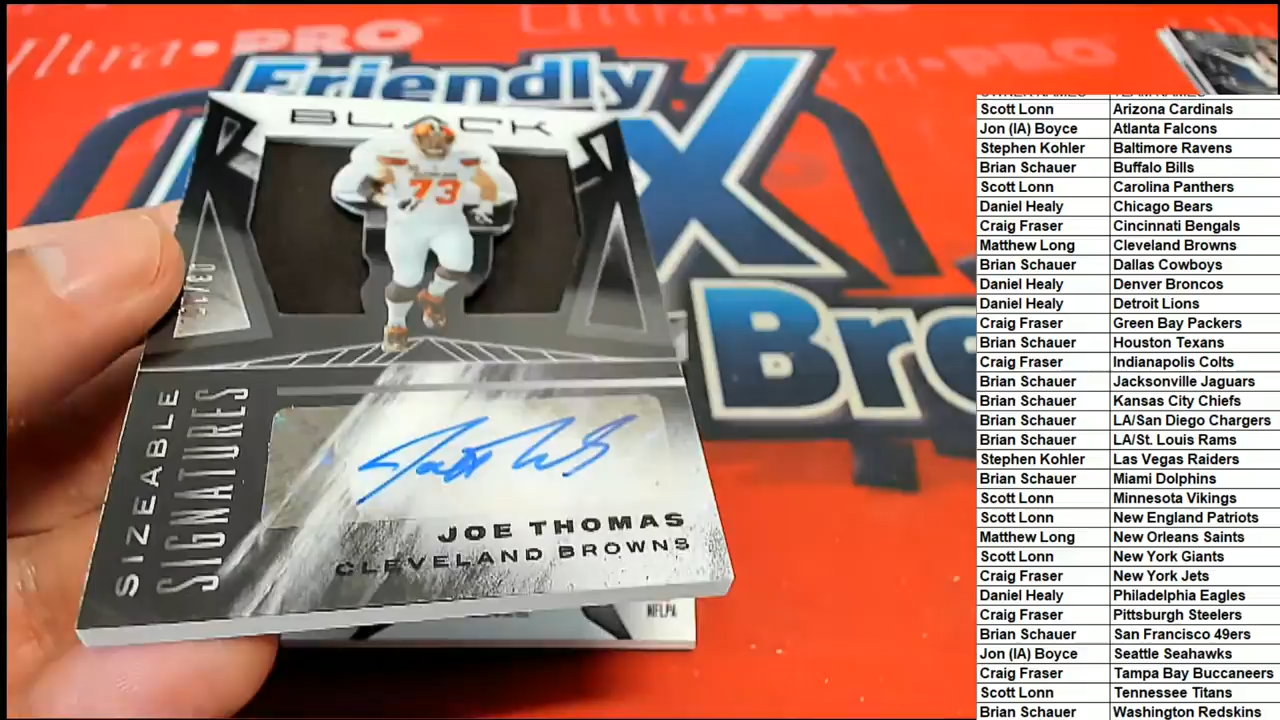 Ultra PRO
Friendly
X
Bro
BLACK
CLEVELAND
73
SIZEABLE
SIGNATURES
JOE THOMAS
CLEVELAND BROWNS
NFLPA
OWNER NAMES TEAM NAMES
Scott Lonn Arizona Cardinals
Jon (IA) Boyce Atlanta Falcons
Stephen Kohler Baltimore Ravens
Brian Schauer Buffalo Bills
Scott Lonn Carolina Panthers
Daniel Healy Chicago Bears
Craig Fraser Cincinnati Bengals
Matthew Long Cleveland Browns
Brian Schauer Dallas Cowboys
Daniel Healy Denver Broncos
Daniel Healy Detroit Lions
Craig Fraser Green Bay Packers
Brian Schauer Houston Texans
Craig Fraser Indianapolis Colts
Brian Schauer Jacksonville Jaguars
Brian Schauer Kansas City Chiefs
Brian Schauer LA/San Diego Chargers
Brian Schauer LA/St. Louis Rams
Stephen Kohler Las Vegas Raiders
Brian Schauer Miami Dolphins
Scott Lonn Minnesota Vikings
Scott Lonn New England Patriots
Matthew Long New Orleans Saints
Scott Lonn New York Giants
Craig Fraser New York Jets
Daniel Healy Philadelphia Eagles
Craig Fraser Pittsburgh Steelers
Brian Schauer San Francisco 49ers
Jon (IA) Boyce Seattle Seahawks
Craig Fraser Tampa Bay Buccaneers
Scott Lonn Tennessee Titans
Brian Schauer Washington Redskins